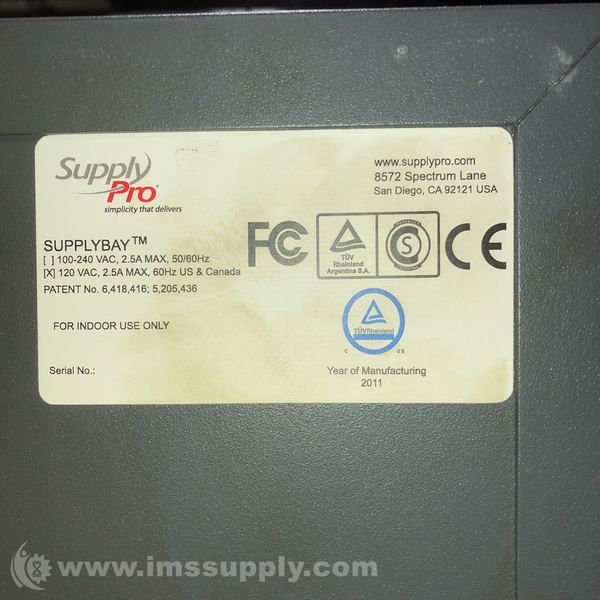 Supply
Pro®
simplicity that delivers
www.supplypro.com
8572 Spectrum Lane
San Diego, CA 92121 USA
SUPPLYBAY™
[ ] 100-240 VAC, 2.5A MAX, 50/60Hz
[X] 120 VAC, 2.5A MAX, 60Hz US & Canada
PATENT No. 6,418,416; 5,205,436
FC
TÜV
Rheinland
Argentina S.A.
S
CE
FOR INDOOR USE ONLY
TÜVRheinland
C US
Serial No.:
Year of Manufacturing
2011
www.imssupply.com